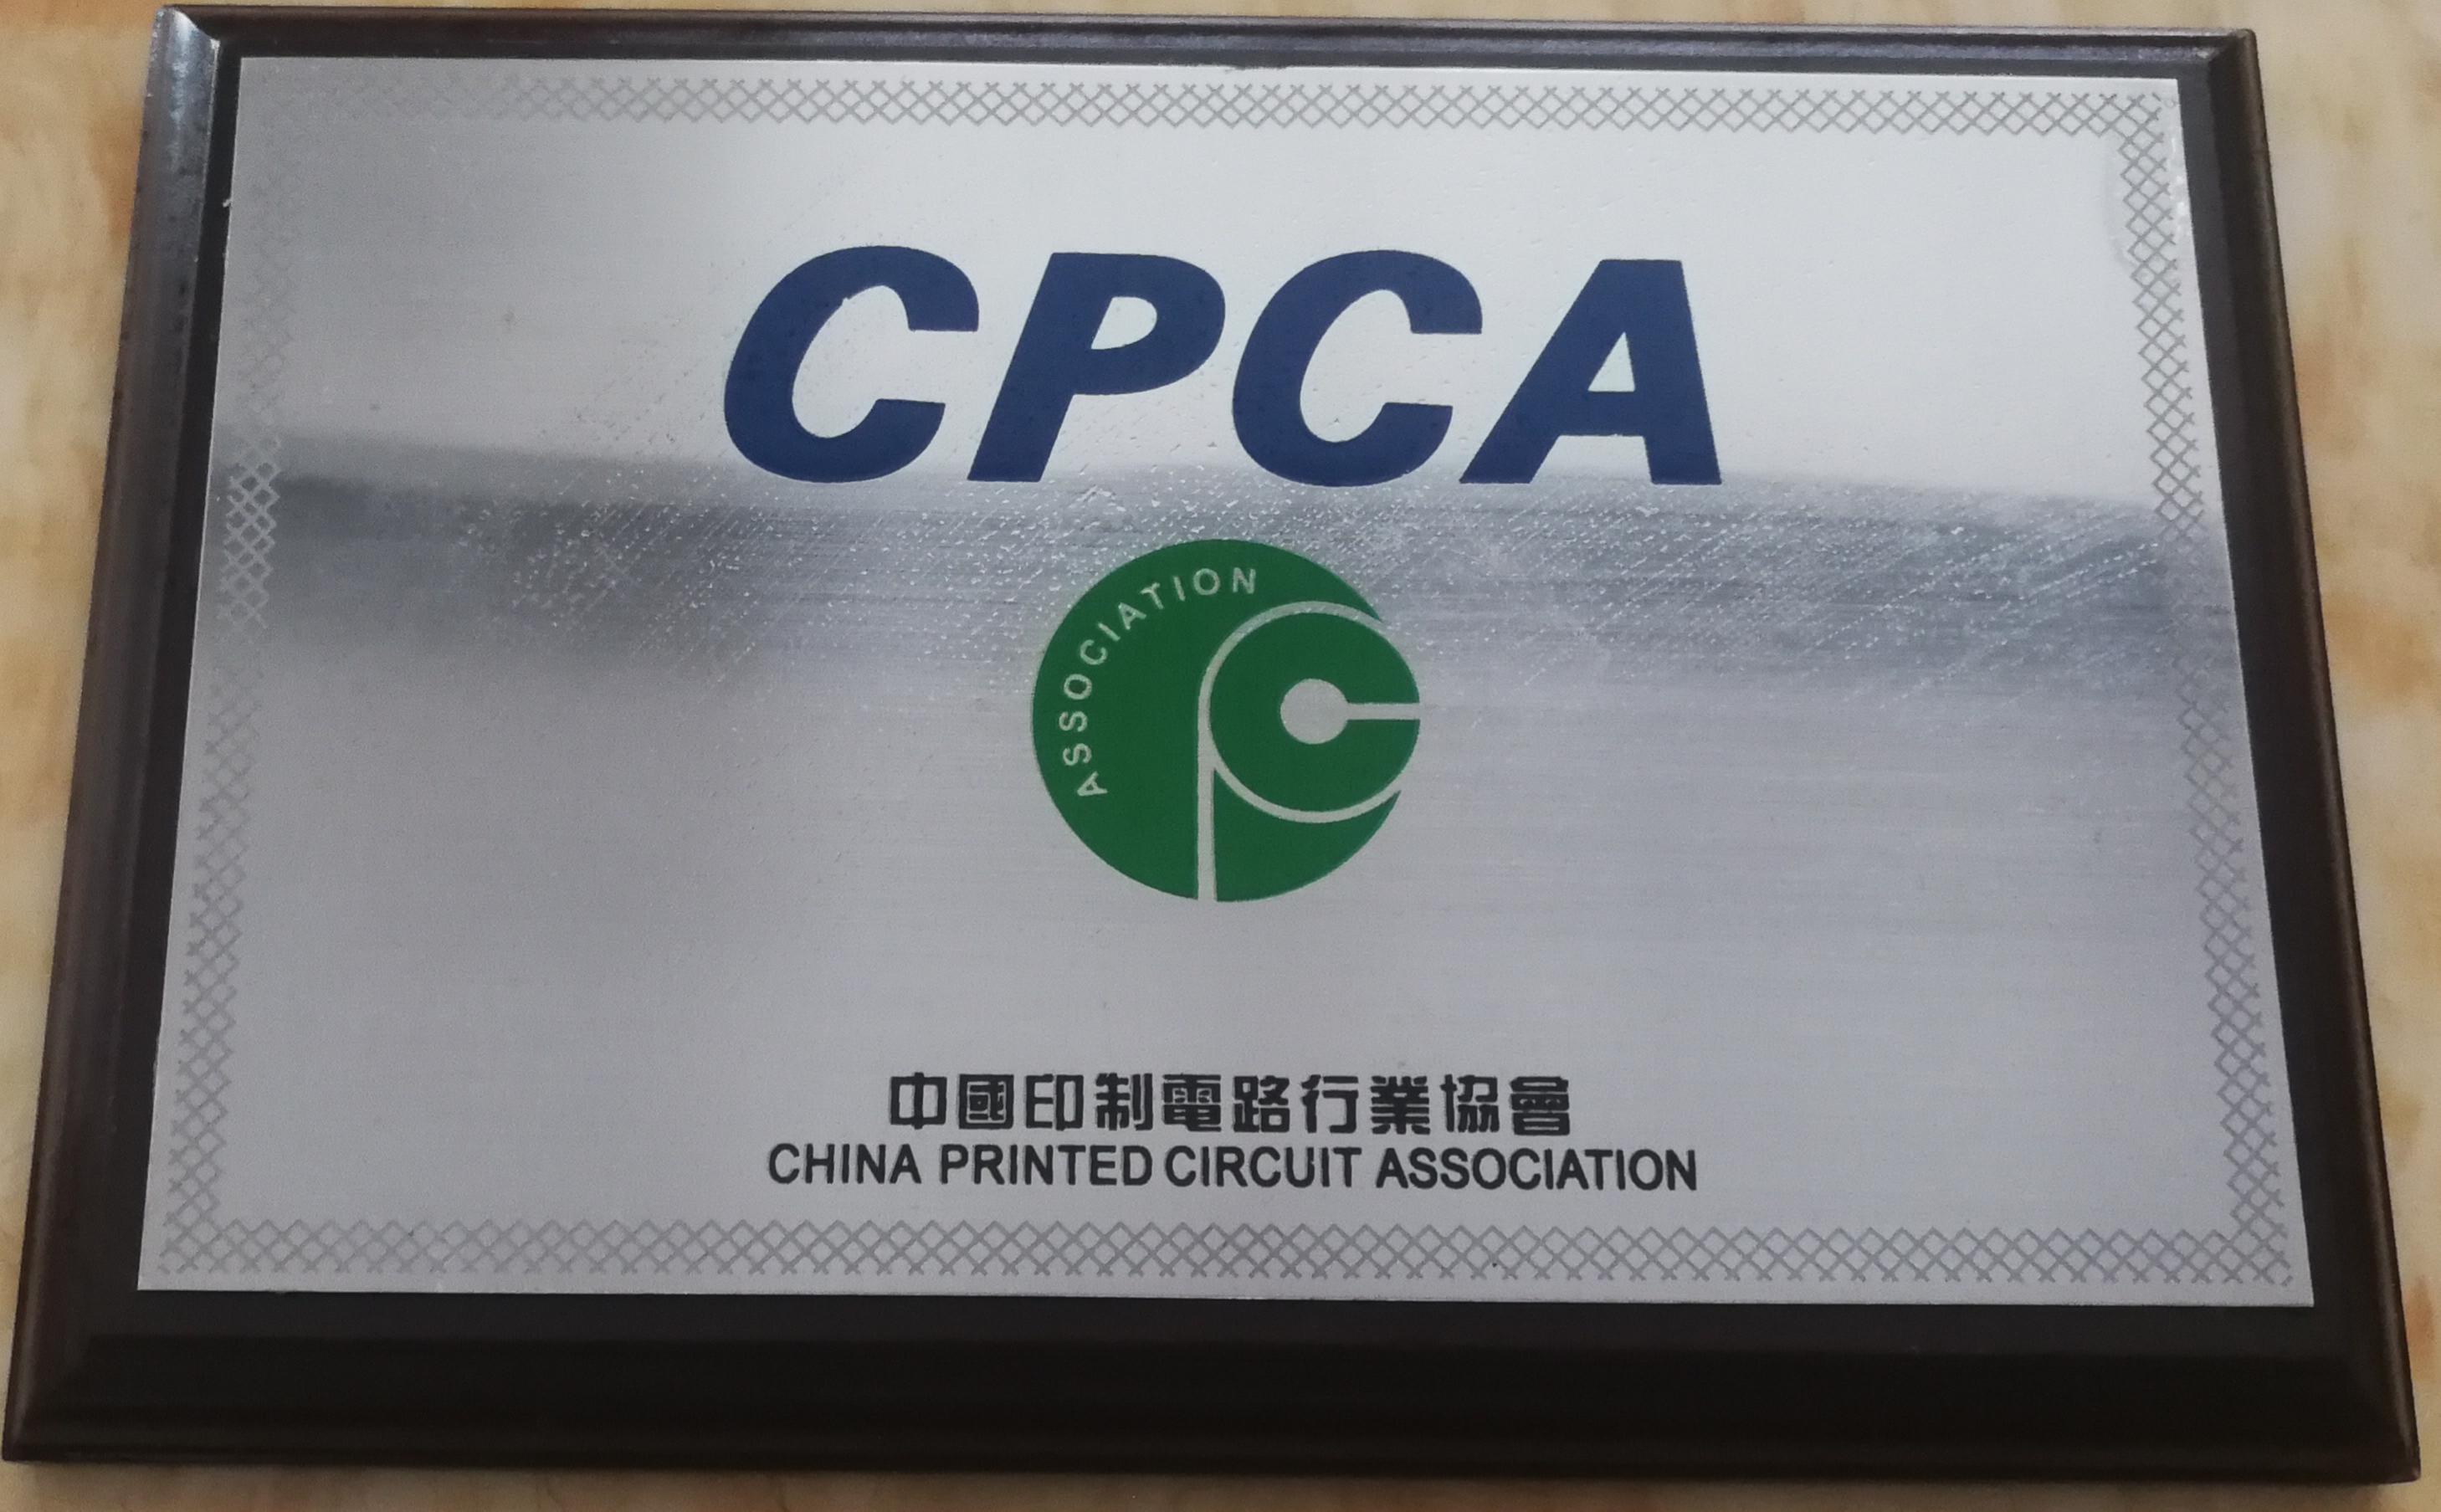 CPCA
ASSOCIATION
中國印制電路行業協會
CHINA PRINTED CIRCUIT ASSOCIATION